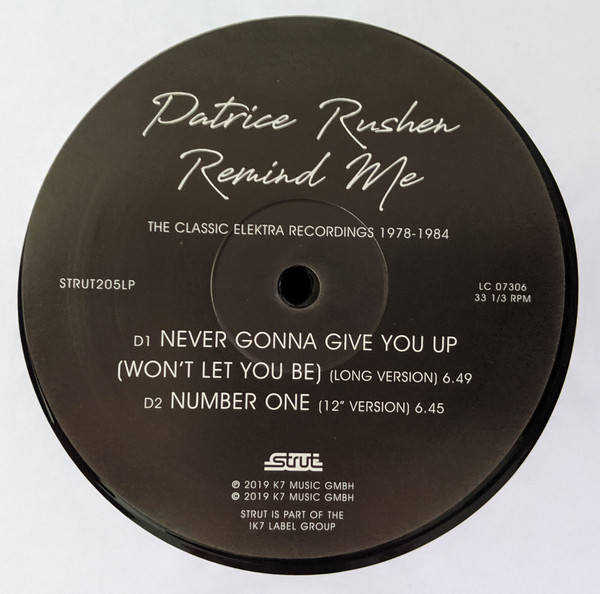 Patrice Rushen
Remind Me
THE CLASSIC ELEKTRA RECORDINGS 1978-1984
STRUT205LP
LC 07306
33 1/3 RPM
D1 NEVER GONNA GIVE YOU UP
(WON'T LET YOU BE) (LONG VERSION) 6.49
D2 NUMBER ONE (12" VERSION) 6.45
Strut
℗ 2019 K7 MUSIC GMBH
© 2019 K7 MUSIC GMBH
STRUT IS PART OF THE
!K7 LABEL GROUP